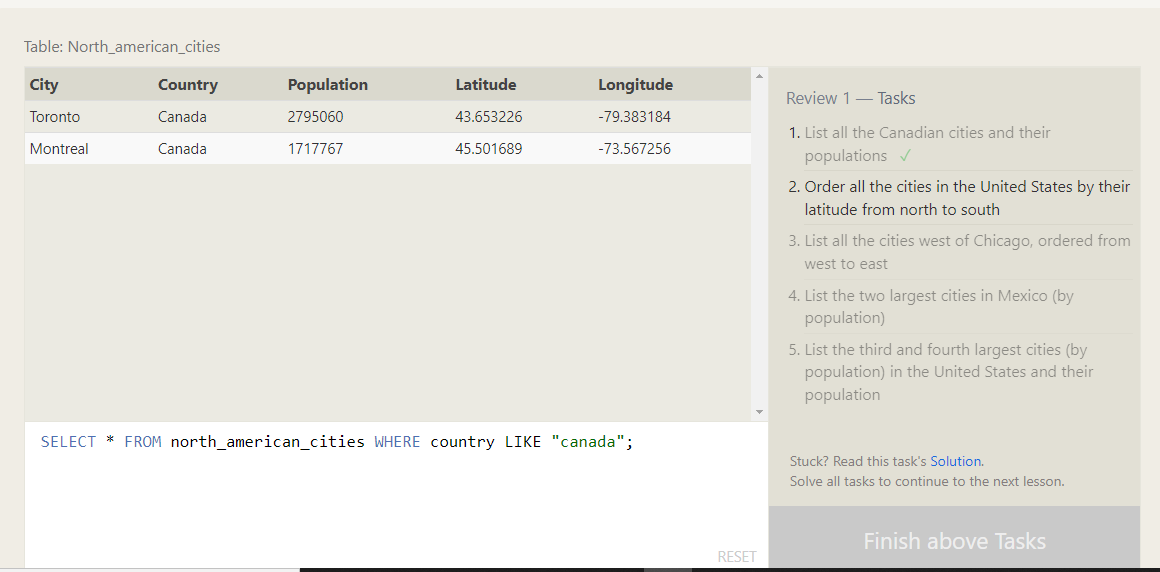 Table: North_american_cities
City Country Population Latitude Longitude
Toronto Canada 2795060 43.653226 -79.383184
Montreal Canada 1717767 45.501689 -73.567256
SELECT * FROM north_american_cities WHERE country LIKE "canada";
RESET
Review 1 — Tasks
1. List all the Canadian cities and their
populations ✓
2. Order all the cities in the United States by their
latitude from north to south
3. List all the cities west of Chicago, ordered from
west to east
4. List the two largest cities in Mexico (by
population)
5. List the third and fourth largest cities (by
population) in the United States and their
population
Stuck? Read this task's Solution.
Solve all tasks to continue to the next lesson.
Finish above Tasks